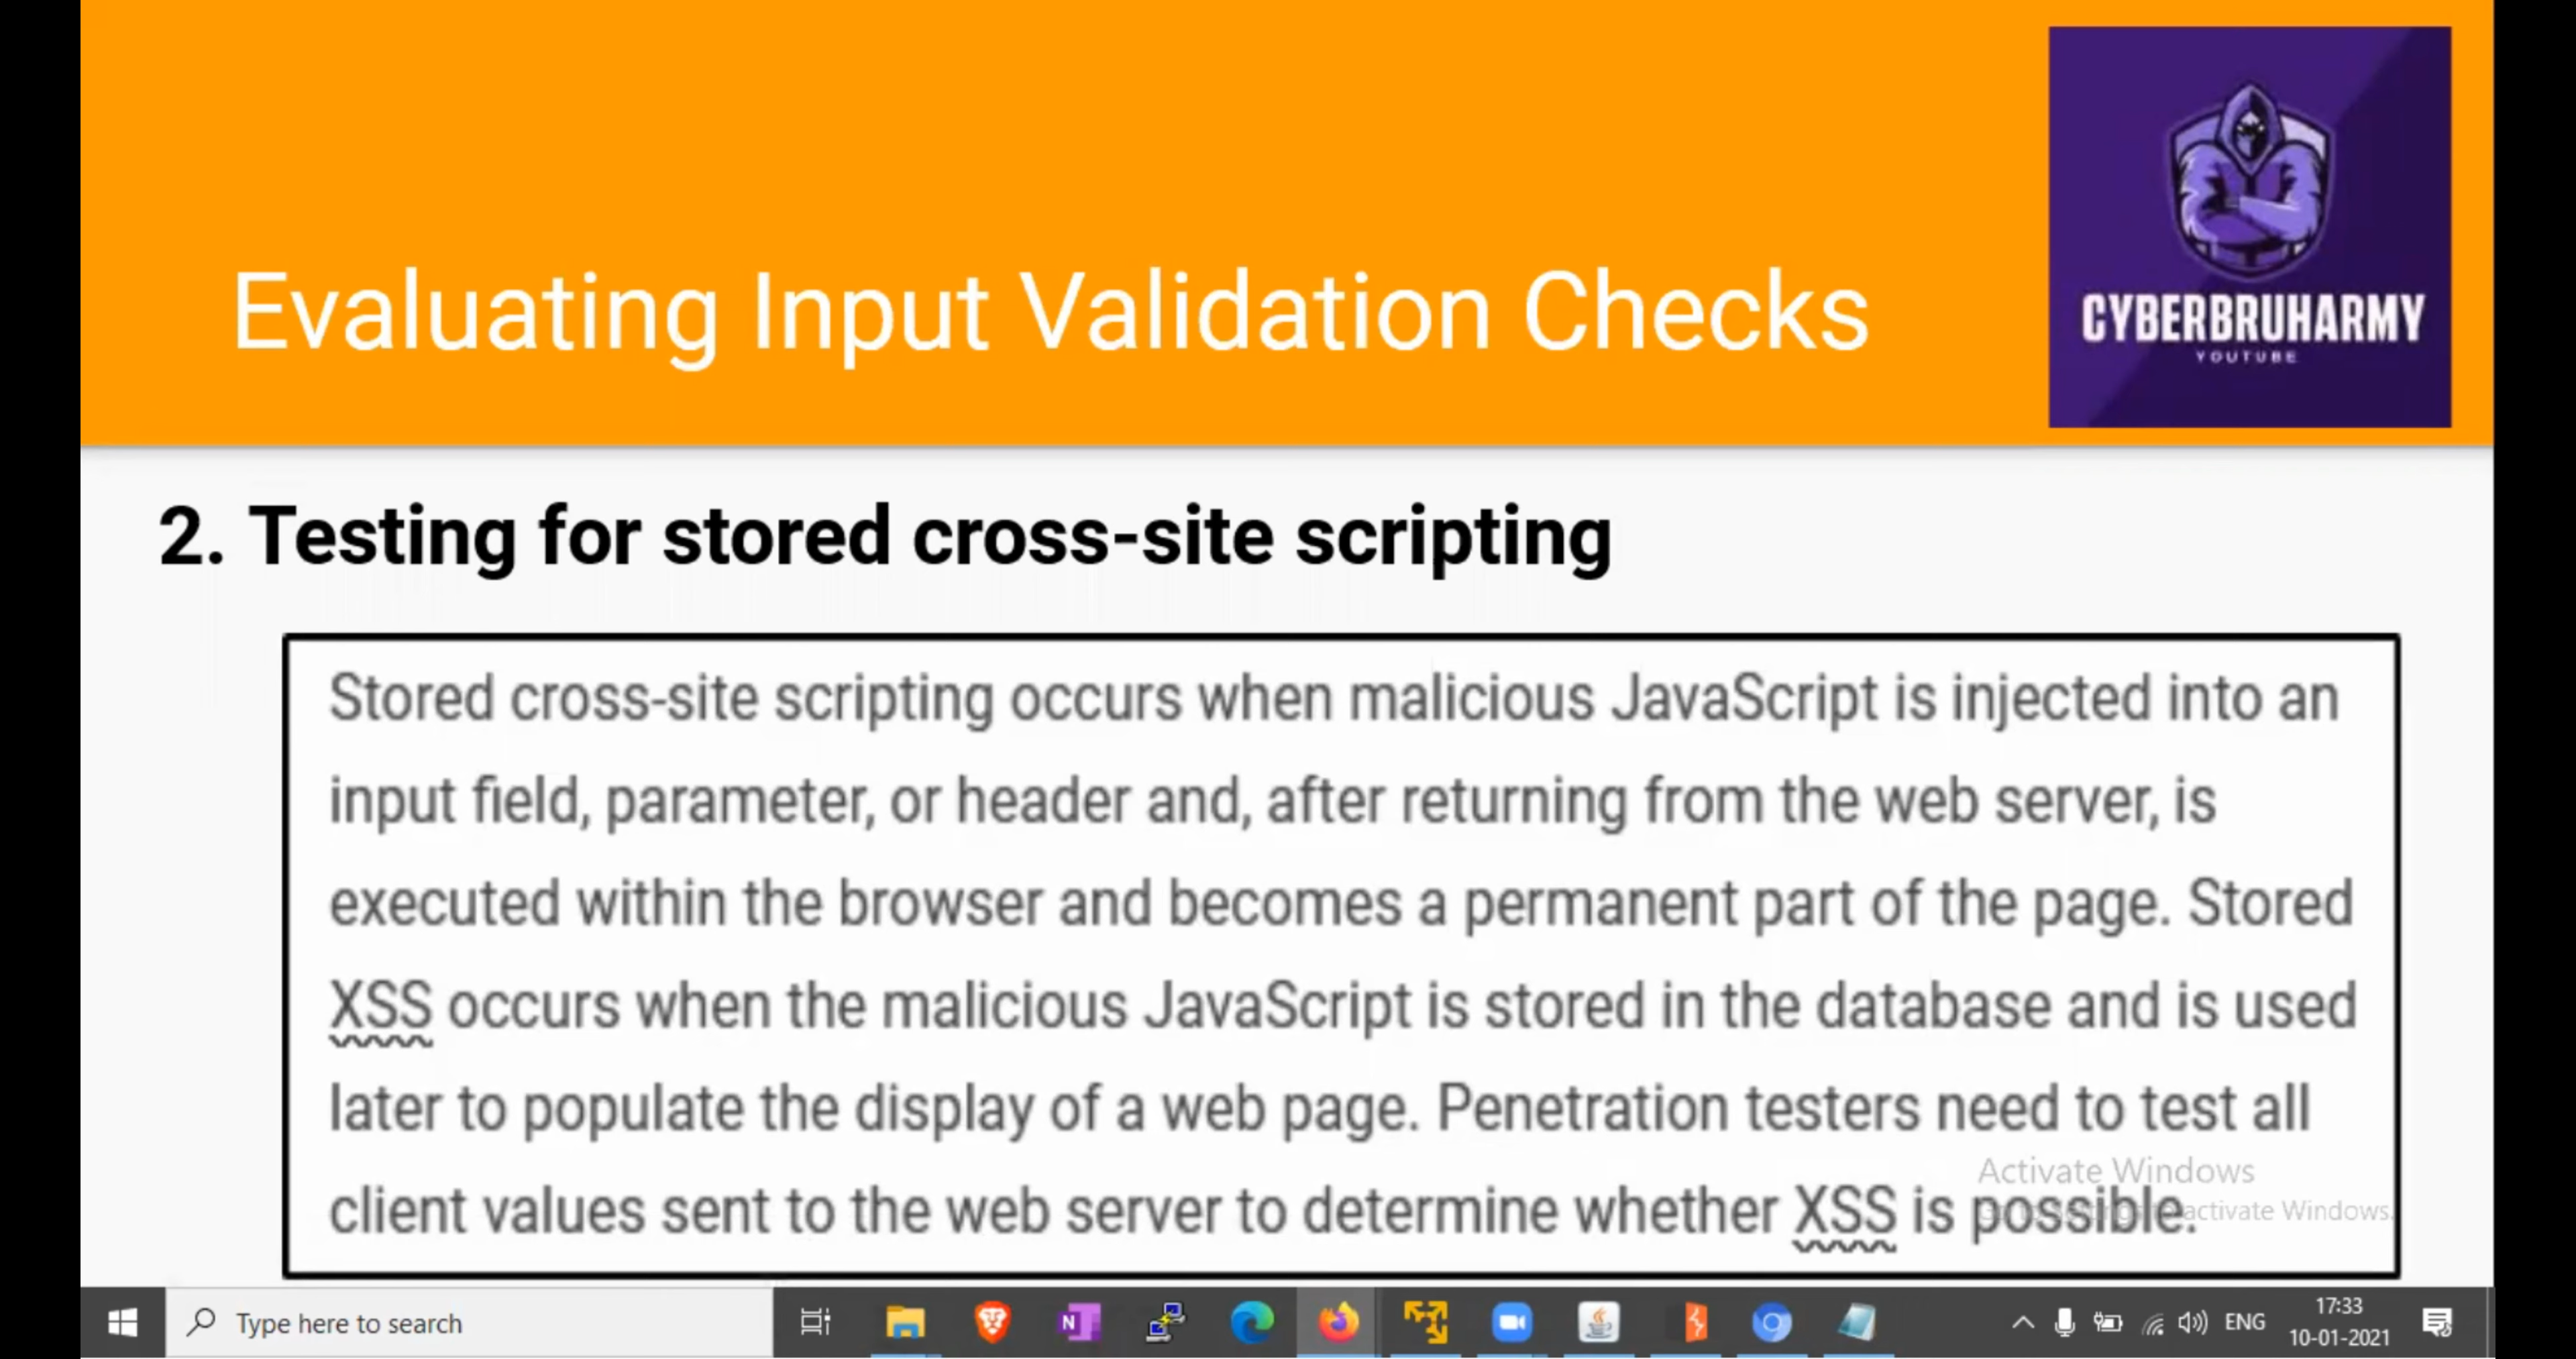 Evaluating Input Validation Checks
CYBERBRUHARMY
YOUTUBE
2. Testing for stored cross-site scripting
Stored cross-site scripting occurs when malicious JavaScript is injected into an
input field, parameter, or header and, after returning from the web server, is
executed within the browser and becomes a permanent part of the page. Stored
XSS occurs when the malicious JavaScript is stored in the database and is used
later to populate the display of a web page. Penetration testers need to test all
client values sent to the web server to determine whether XSS is possible.
Activate Windows
activate Windows.
Type here to search
N
ENG
17:33
10-01-2021